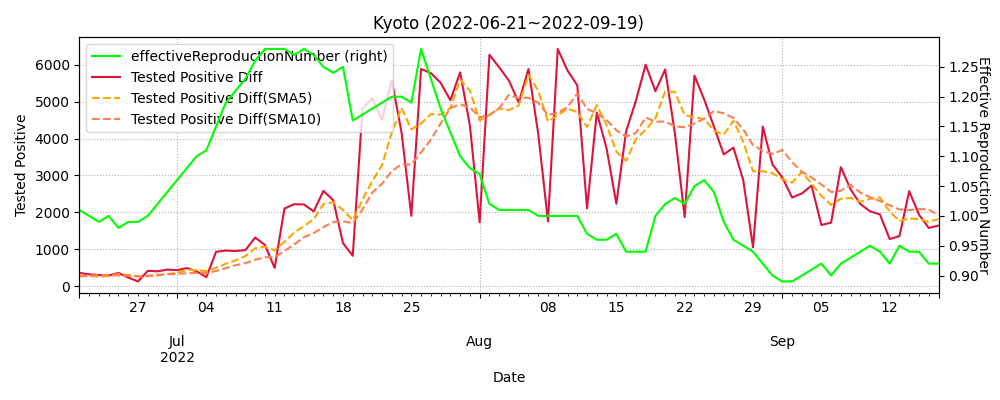 Kyoto (2022-06-21~2022-09-19)
effectiveReproductionNumber (right)
Tested Positive Diff
Tested Positive Diff(SMA5)
Tested Positive Diff(SMA10)
Tested Positive
6000
5000
4000
3000
2000
1000
0
1.25
1.20
1.15
1.10
1.05
1.00
0.95
0.90
Effective Reproduction Number
27 04 11 18 25 08 15 22 29 05 12
Jul Aug Sep
2022
Date